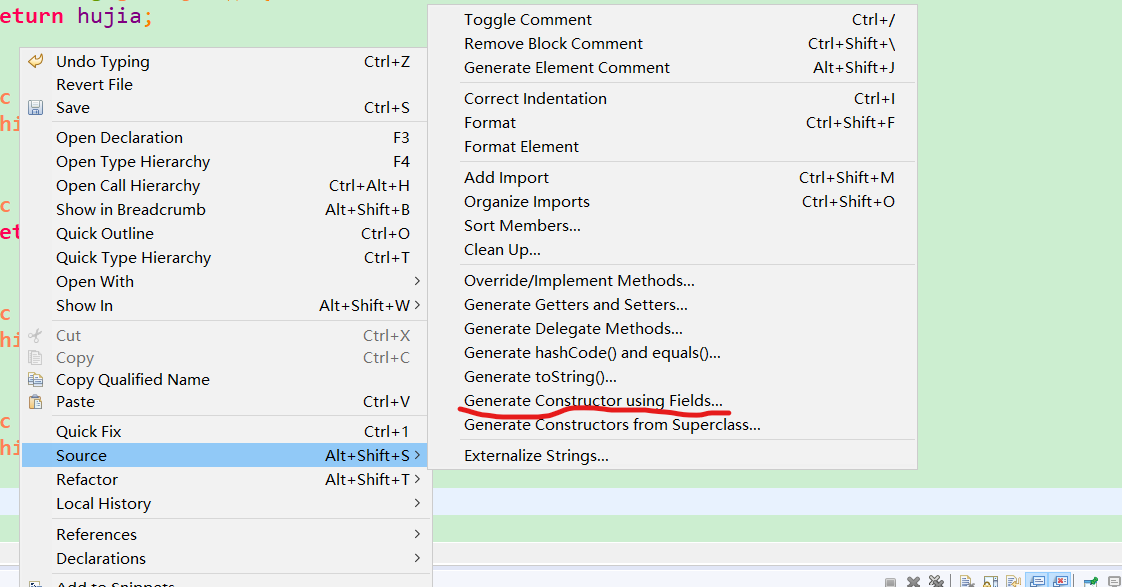 eturn hujia;
c
hi
c
et
c
hi
c
hi
Undo Typing Ctrl+Z
Revert File
Save Ctrl+S
Open Declaration F3
Open Type Hierarchy F4
Open Call Hierarchy Ctrl+Alt+H
Show in Breadcrumb Alt+Shift+B
Quick Outline Ctrl+O
Quick Type Hierarchy Ctrl+T
Open With
Show In Alt+Shift+W
Cut Ctrl+X
Copy Ctrl+C
Copy Qualified Name
Paste Ctrl+V
Quick Fix Ctrl+1
Source Alt+Shift+S
Refactor Alt+Shift+T
Local History
References
Declarations
Add to Snippets
Toggle Comment Ctrl+/
Remove Block Comment Ctrl+Shift+\
Generate Element Comment Alt+Shift+J
Correct Indentation Ctrl+I
Format Ctrl+Shift+F
Format Element
Add Import Ctrl+Shift+M
Organize Imports Ctrl+Shift+O
Sort Members...
Clean Up...
Override/Implement Methods...
Generate Getters and Setters...
Generate Delegate Methods...
Generate hashCode() and equals()...
Generate toString()...
Generate Constructor using Fields...
Generate Constructors from Superclass...
Externalize Strings...